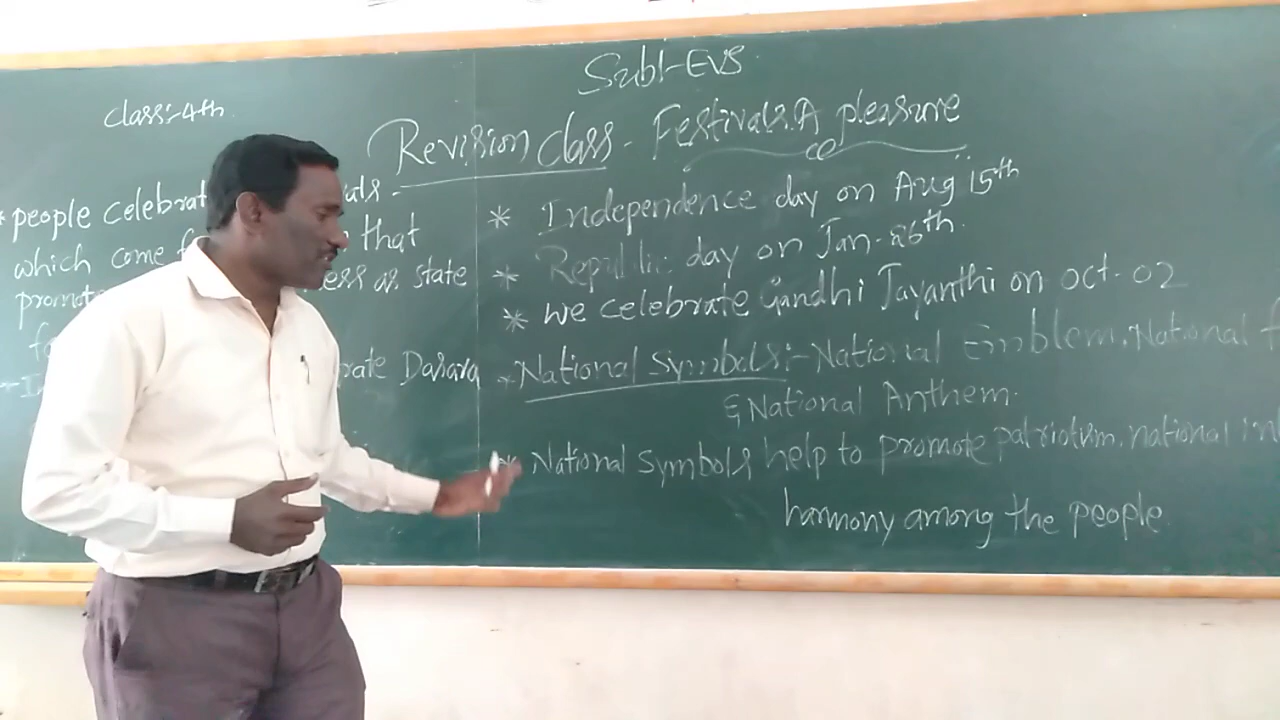 Sub:-EVS
Class:-4th
Revision class - Festivals.A pleasure
* people celebrat
which come f that
promote ess as state
fo
rate Dasara
* Independence day on Aug 15th
* Republic day on Jan-26th.
* we celebrate Gandhi Jayanthi on oct-02
* National Symbols:-National Emblem, National f
& National Anthem.
* National Symbols help to promote patriotism, national in
harmony among the people